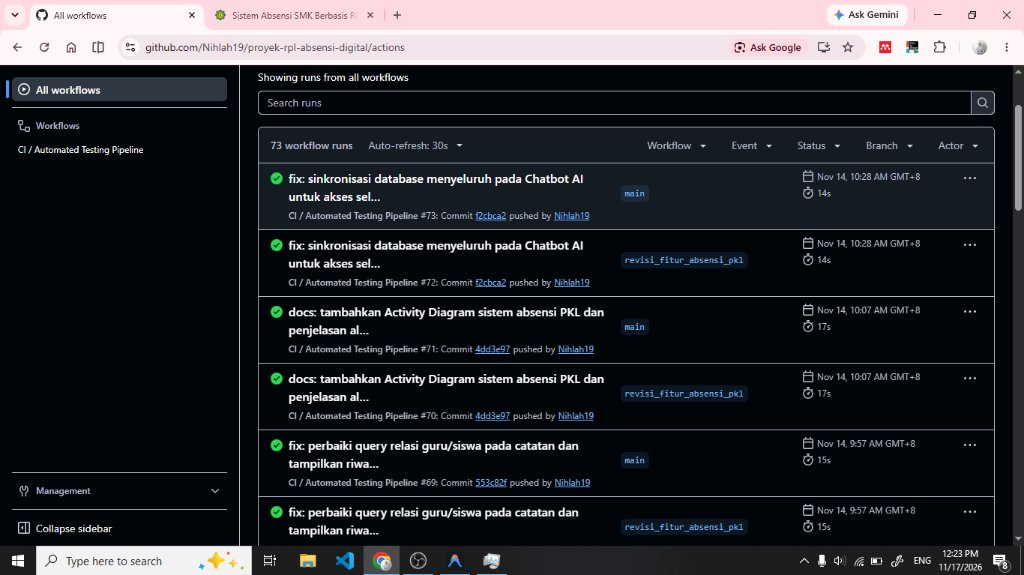 All workflows
Sistem Absensi SMK Berbasis R
Ask Gemini
github.com/Nihlah19/proyek-rpl-absensi-digital/actions
Ask Google
All workflows
Workflows
CI / Automated Testing Pipeline
Management
Collapse sidebar
Showing runs from all workflows
Search runs
73 workflow runs
Auto-refresh: 30s
Workflow
Event
Status
Branch
Actor
fix: sinkronisasi database menyeluruh pada Chatbot AI
untuk akses sel...
CI / Automated Testing Pipeline #73: Commit f2cbca2 pushed by Nihlah19
main
Nov 14, 10:28 AM GMT+8
14s
fix: sinkronisasi database menyeluruh pada Chatbot AI
untuk akses sel...
CI / Automated Testing Pipeline #72: Commit f2cbca2 pushed by Nihlah19
revisi_fitur_absensi_pkl
Nov 14, 10:28 AM GMT+8
14s
docs: tambahkan Activity Diagram sistem absensi PKL dan
penjelasan al...
CI / Automated Testing Pipeline #71: Commit 4dd3e97 pushed by Nihlah19
main
Nov 14, 10:07 AM GMT+8
17s
docs: tambahkan Activity Diagram sistem absensi PKL dan
penjelasan al...
CI / Automated Testing Pipeline #70: Commit 4dd3e97 pushed by Nihlah19
revisi_fitur_absensi_pkl
Nov 14, 10:07 AM GMT+8
17s
fix: perbaiki query relasi guru/siswa pada catatan dan
tampilkan riwa...
CI / Automated Testing Pipeline #69: Commit 553c82f pushed by Nihlah19
main
Nov 14, 9:57 AM GMT+8
15s
fix: perbaiki query relasi guru/siswa pada catatan dan
tampilkan riwa...
revisi_fitur_absensi_pkl
Nov 14, 9:57 AM GMT+8
15s
Type here to search
ENG
12:23 PM
11/17/2026
8